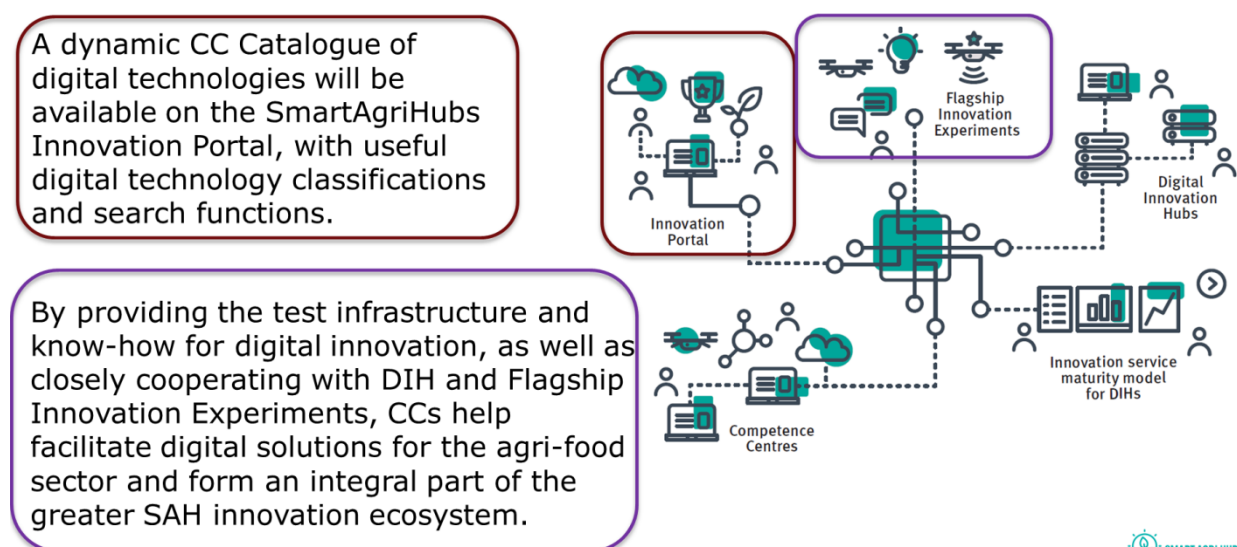 A dynamic CC Catalogue of
digital technologies will be
available on the SmartAgriHubs
Innovation Portal, with useful
digital technology classifications
and search functions.
By providing the test infrastructure and
know-how for digital innovation, as well as
closely cooperating with DIH and Flagship
Innovation Experiments, CCs help
facilitate digital solutions for the agri-food
sector and form an integral part of the
greater SAH innovation ecosystem.
Innovation
Portal
Flagship
Innovation
Experiments
Digital
Innovation
Hubs
Innovation service
maturity model
for DIHs
Competence
Centres